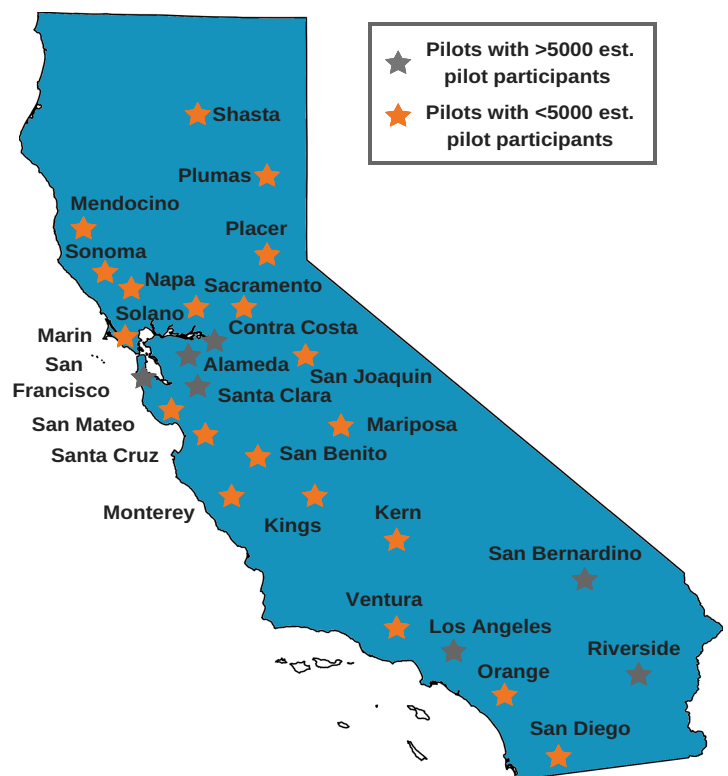 Pilots with >5000 est.
pilot participants
Pilots with <5000 est.
pilot participants
Shasta
Plumas
Mendocino
Placer
Sonoma
Napa
Sacramento
Solano
Contra Costa
Marin
San
Francisco
Alameda
San Joaquin
Santa Clara
San Mateo
Mariposa
Santa Cruz
San Benito
Monterey
Kings
Kern
San Bernardino
Ventura
Los Angeles
Riverside
Orange
San Diego